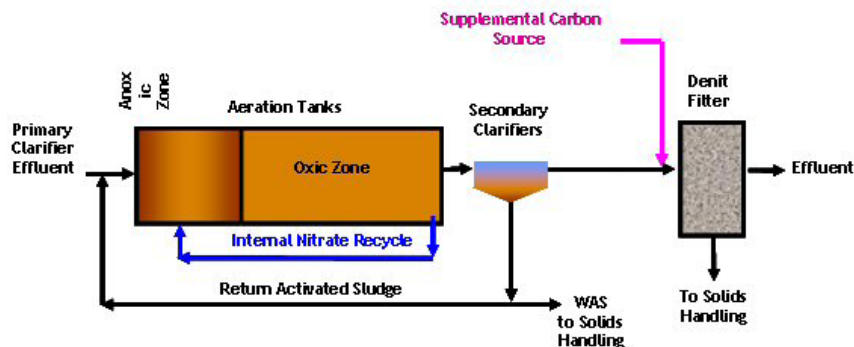 Supplemental Carbon
Source
Anox
ic
Zone
Aeration Tanks
Secondary
Clarifiers
Denit
Filter
Primary
Clarifier
Effluent
Oxic Zone
Effluent
Internal Nitrate Recycle
Return Activated Sludge
WAS
to Solids
Handling
To Solids
Handling